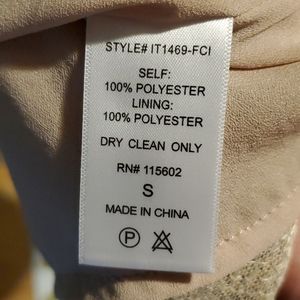 STYLE# IT1469-FCI
SELF:
100% POLYESTER
LINING:
100% POLYESTER
DRY CLEAN ONLY
RN# 115602
S
MADE IN CHINA
P